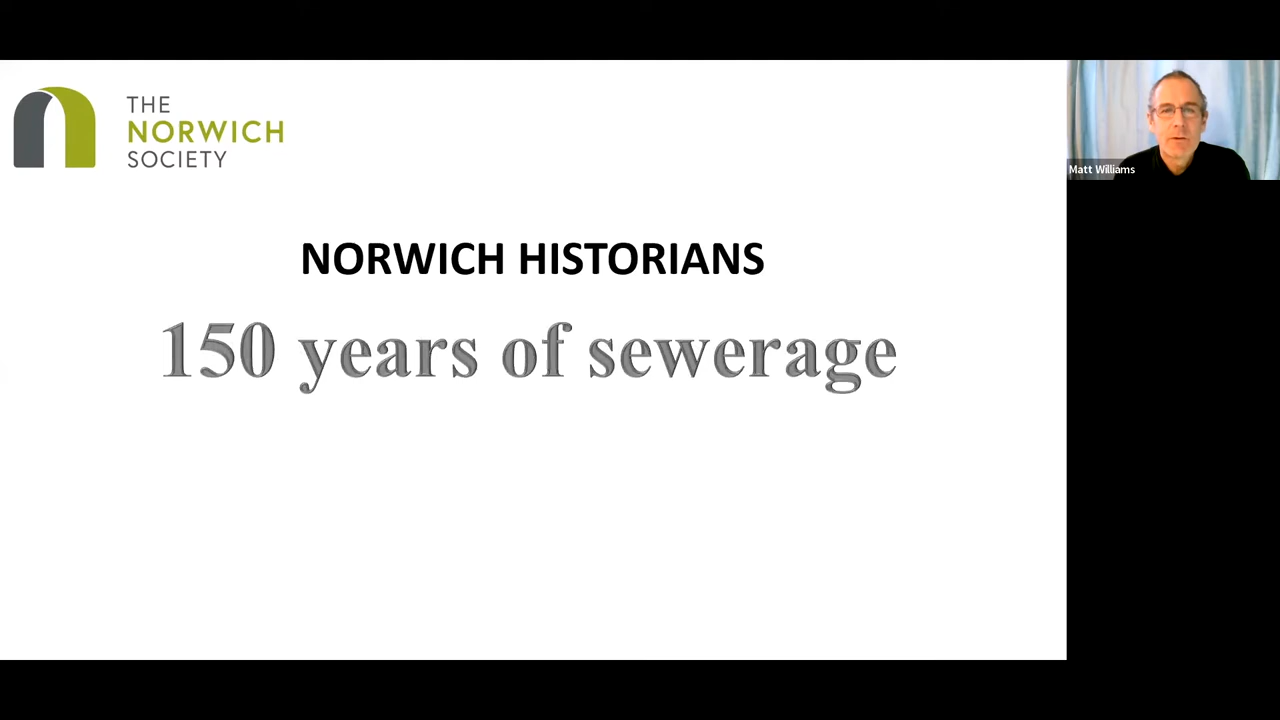 THE
NORWICH
SOCIETY
Matt Williams
NORWICH HISTORIANS
150 years of sewerage